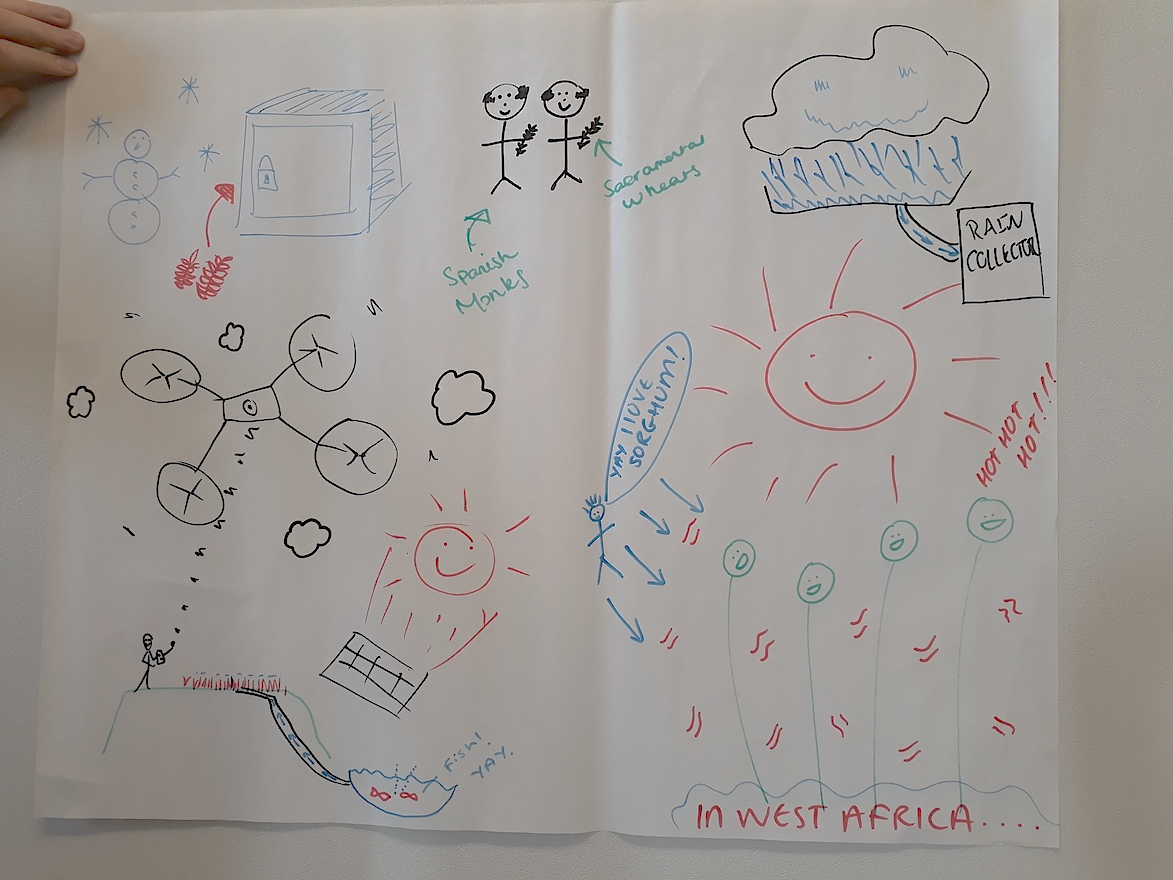 Spanish
Monks
Sacramental
wheats
RAIN
COLLECTOR
YAY I LOVE
SORGHUM!
HOT HOT
HOT!!!
FISH!
YAY.
IN WEST AFRICA....